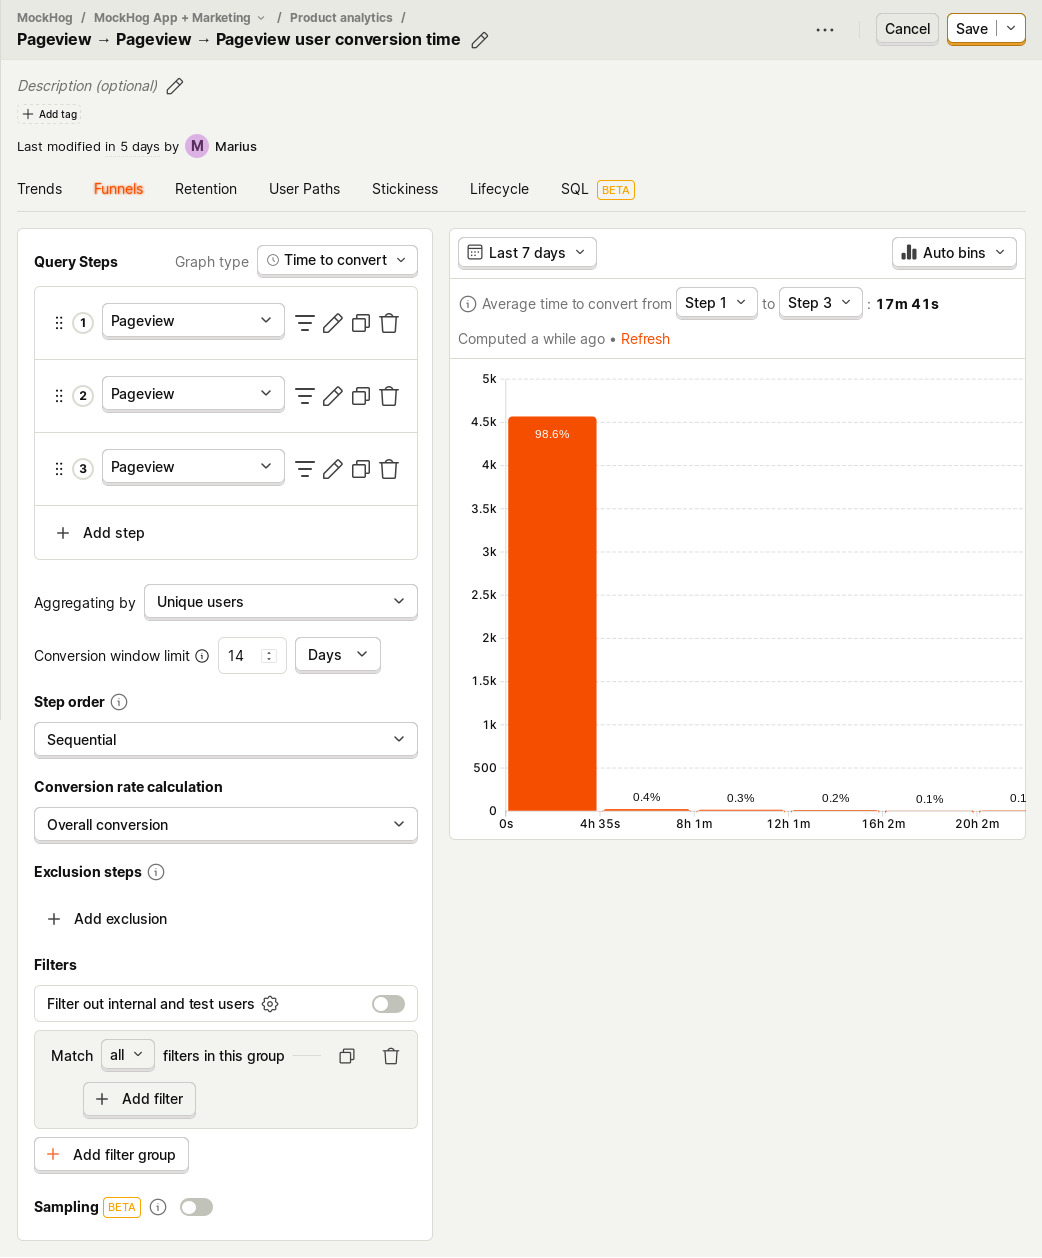 MockHog / MockHog App + Marketing / Product analytics /
Pageview → Pageview → Pageview user conversion time
Cancel
Save
Description (optional)
Add tag
Last modified in 5 days by M Marius
Trends Funnels Retention User Paths Stickiness Lifecycle SQL BETA
Query Steps Graph type Time to convert
1 Pageview
2 Pageview
3 Pageview
Add step
Aggregating by Unique users
Conversion window limit 14 Days
Step order
Sequential
Conversion rate calculation
Overall conversion
Exclusion steps
Add exclusion
Filters
Filter out internal and test users
Match all filters in this group
Add filter
Add filter group
Sampling BETA
Last 7 days Auto bins
Average time to convert from Step 1 to Step 3 : 17m 41s
Computed a while ago • Refresh
5k
4.5k
98.6%
4k
3.5k
3k
2.5k
2k
1.5k
1k
500
0.4% 0.3% 0.2% 0.1% 0.1
0
0s 4h 35s 8h 1m 12h 1m 16h 2m 20h 2m